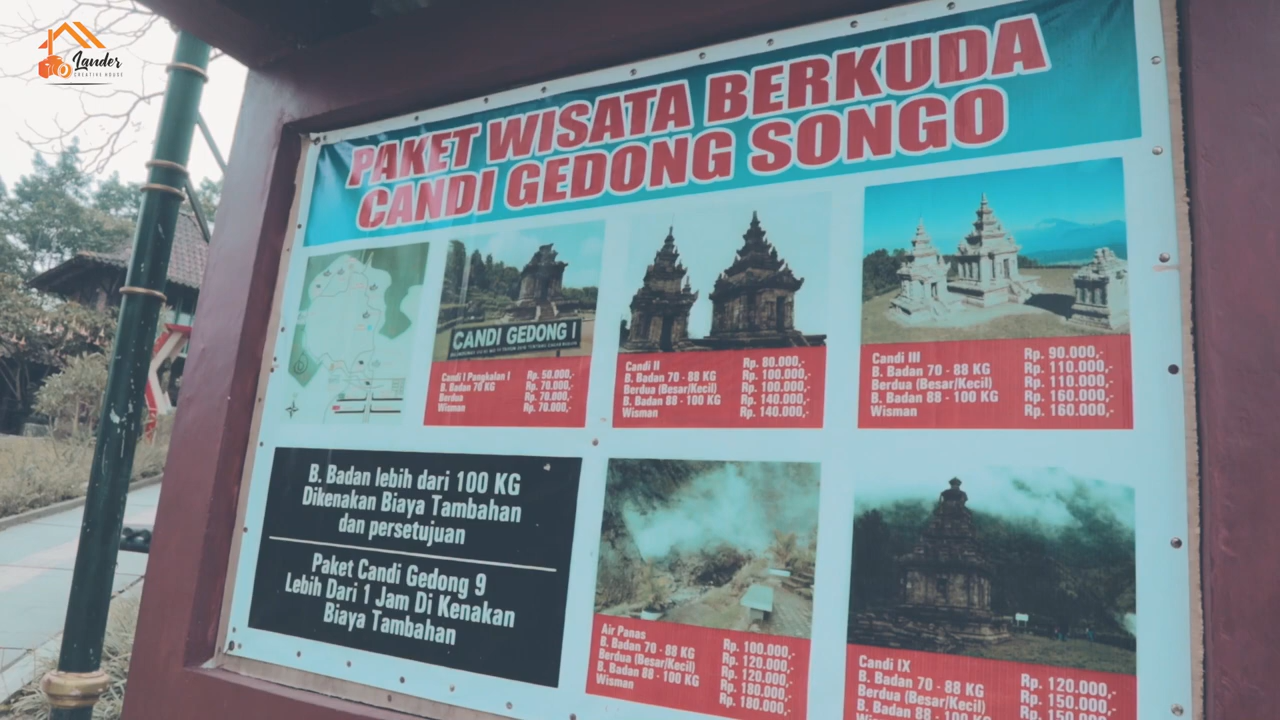 Lander
CREATIVE HOUSE
PAKET WISATA BERKUDA
CANDI GEDONG SONGO
CANDI GEDONG I
Candi I Pangkalan I Rp. 50.000,-
B. Badan 70 KG Rp. 70.000,-
Berdua Rp. 70.000,-
Wisman Rp. 70.000,-
Candi II Rp. 80.000,-
B. Badan 70 - 88 KG Rp. 100.000,-
Berdua (Besar/Kecil) Rp. 100.000,-
B. Badan 88 - 100 KG Rp. 140.000,-
Wisman Rp. 140.000,-
Candi III Rp. 90.000,-
B. Badan 70 - 88 KG Rp. 110.000,-
Berdua (Besar/Kecil) Rp. 110.000,-
B. Badan 88 - 100 KG Rp. 160.000,-
Wisman Rp. 160.000,-
B. Badan lebih dari 100 KG
Dikenakan Biaya Tambahan
dan persetujuan
Paket Candi Gedong 9
Lebih Dari 1 Jam Di Kenakan
Biaya Tambahan
Air Panas Rp. 100.000,-
B. Badan 70 - 88 KG Rp. 120.000,-
Berdua (Besar/Kecil) Rp. 120.000,-
B. Badan 88 - 100 KG Rp. 180.000,-
Wisman Rp. 180.000,-
Candi IX Rp. 120.000,-
B. Badan 70 - 88 KG Rp. 150.000,-
Berdua (Besar/Kecil) Rp. 150.000,-
B. Badan 88 - 100 KG